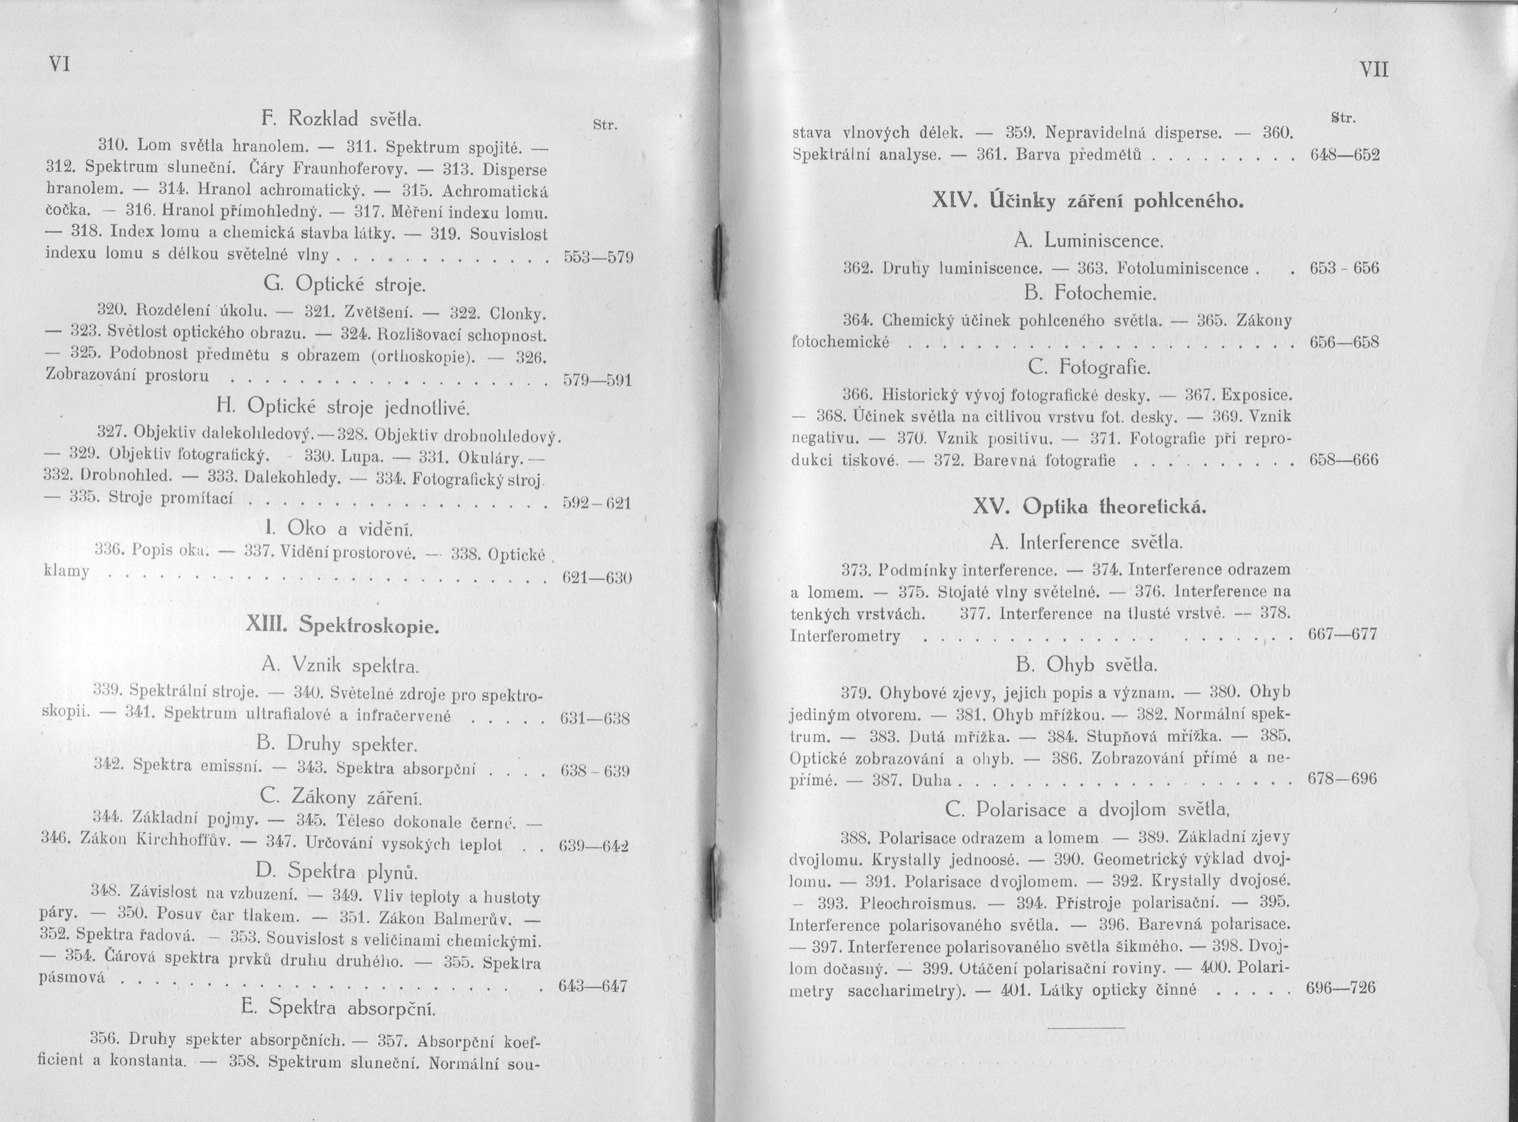 VI
F. Rozklad světla.
Str.
310. Lom světla hranolem. — 311. Spektrum spojité. —
312. Spektrum sluneční. Čáry Fraunhoferovy. — 313. Disperse
hranolem. — 314. Hranol achromatický. — 315. Achromatická
čočka. — 316. Hranol přímohledný. — 317. Měření indexu lomu.
— 318. Index lomu a chemická stavba látky. — 319. Souvislost
indexu lomu s délkou světelné vlny . . . . . . . . . . . . . 553—579
G. Optické stroje.
320. Rozdělení úkolu. — 321. Zvětšení. — 322. Clonky.
— 323. Světlost optického obrazu. — 324. Rozlišovací schopnost.
— 325. Podobnost předmětu s obrazem (orthoskopie). — 326.
Zobrazování prostoru . . . . . . . . . . . . . . . . . . . 579—591
H. Optické stroje jednotlivé.
327. Objektiv dalekohledový.—328. Objektiv drobnohledový.
— 329. Objektiv fotografický. - 330. Lupa. — 331. Okuláry. —
332. Drobnohled. — 333. Dalekohledy. — 334. Fotografický stroj.
— 335. Stroje promítací . . . . . . . . . . . . . . . . . . 592–621
I. Oko a vidění.
336. Popis oka. — 337. Vidění prostorové. — 338. Optické
klamy . . . . . . . . . . . . . . . . . . . . . . . . . . . 621—630
XIII. Spektroskopie.
A. Vznik spektra.
339. Spektrální stroje. — 340. Světelné zdroje pro spektro-
skopii. — 341. Spektrum ultrafialové a infračervené . . . . . 631—638
B. Druhy spekter.
342. Spektra emissní. — 343. Spektra absorpční . . . . 638–639
C. Zákony záření.
344. Základní pojmy. — 345. Těleso dokonale černé. —
346. Zákon Kirchhoffův. — 347. Určování vysokých teplot . . 639—642
D. Spektra plynů.
348. Závislost na vzbuzení. — 349. Vliv teploty a hustoty
páry. — 350. Posuv čar tlakem. — 351. Zákon Balmerův. —
352. Spektra řadová. — 353. Souvislost s veličinami chemickými.
— 354. Čárová spektra prvků druhu druhého. — 355. Spektra
pásmová . . . . . . . . . . . . . . . . . . . . . . . . . . 643—647
E. Spektra absorpční.
356. Druhy spekter absorpčních. — 357. Absorpční koef-
ficient a konstanta. — 358. Spektrum sluneční. Normální sou-
VII
Str.
stava vlnových délek. — 359. Nepravidelná disperse. — 360.
Spektrální analyse. — 361. Barva předmětů . . . . . . . . . 648—652
XIV. Účinky záření pohlceného.
A. Luminiscence.
362. Druhy luminiscence. — 363. Fotoluminiscence . . 653 - 656
B. Fotochemie.
364. Chemický účinek pohlceného světla. — 365. Zákony
fotochemické . . . . . . . . . . . . . . . . . . . . . . . 656—658
C. Fotografie.
366. Historický vývoj fotografické desky. — 367. Exposice.
— 368. Účinek světla na citlivou vrstvu fot. desky. — 369. Vznik
negativu. — 370. Vznik positivu. — 371. Fotografie při repro-
dukci tiskové. — 372. Barevná fotografie . . . . . . . . . . 658—666
XV. Optika theoretická.
A. Interference světla.
373. Podmínky interference. — 374. Interference odrazem
a lomem. — 375. Stojaté vlny světelné. — 376. Interference na
tenkých vrstvách. 377. Interference na tlusté vrstvě. — 378.
Interferometry . . . . . . . . . . . . . . . . . . . . . . 667—677
B. Ohyb světla.
379. Ohybové zjevy, jejich popis a význam. — 380. Ohyb
jediným otvorem. — 381. Ohyb mřížkou. — 382. Normální spek-
trum. — 383. Dutá mřížka. — 384. Stupňová mřížka. — 385.
Optické zobrazování a ohyb. — 386. Zobrazování přímé a ne-
přímé. — 387. Duha . . . . . . . . . . . . . . . . . . . . 678—696
C. Polarisace a dvojlom světla,
388. Polarisace odrazem a lomem — 389. Základní zjevy
dvojlomu. Krystally jednoosé. — 390. Geometrický výklad dvoj-
lomu. — 391. Polarisace dvojlomem. — 392. Krystally dvojosé.
— 393. Pleochroismus. — 394. Přístroje polarisační. — 395.
Interference polarisovaného světla. — 396. Barevná polarisace.
— 397. Interference polarisovaného světla šikmého. — 398. Dvoj-
lom dočasný. — 399. Otáčení polarisační roviny. — 400. Polari-
metry saccharimetry). — 401. Látky opticky činné . . . . . 696—726